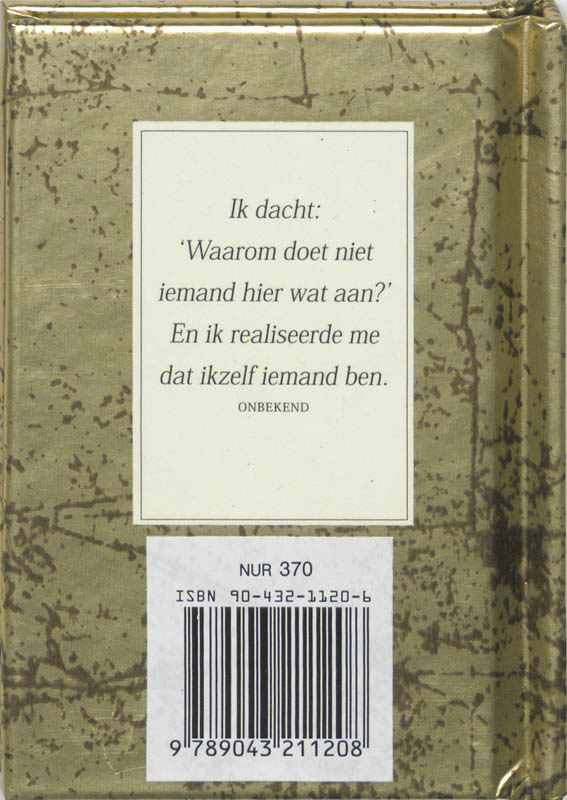 Ik dacht:
‘Waarom doet niet
iemand hier wat aan?’
En ik realiseerde me
dat ikzelf iemand ben.
ONBEKEND
NUR 370
ISBN 90-432-1120-6
9 789043 211208